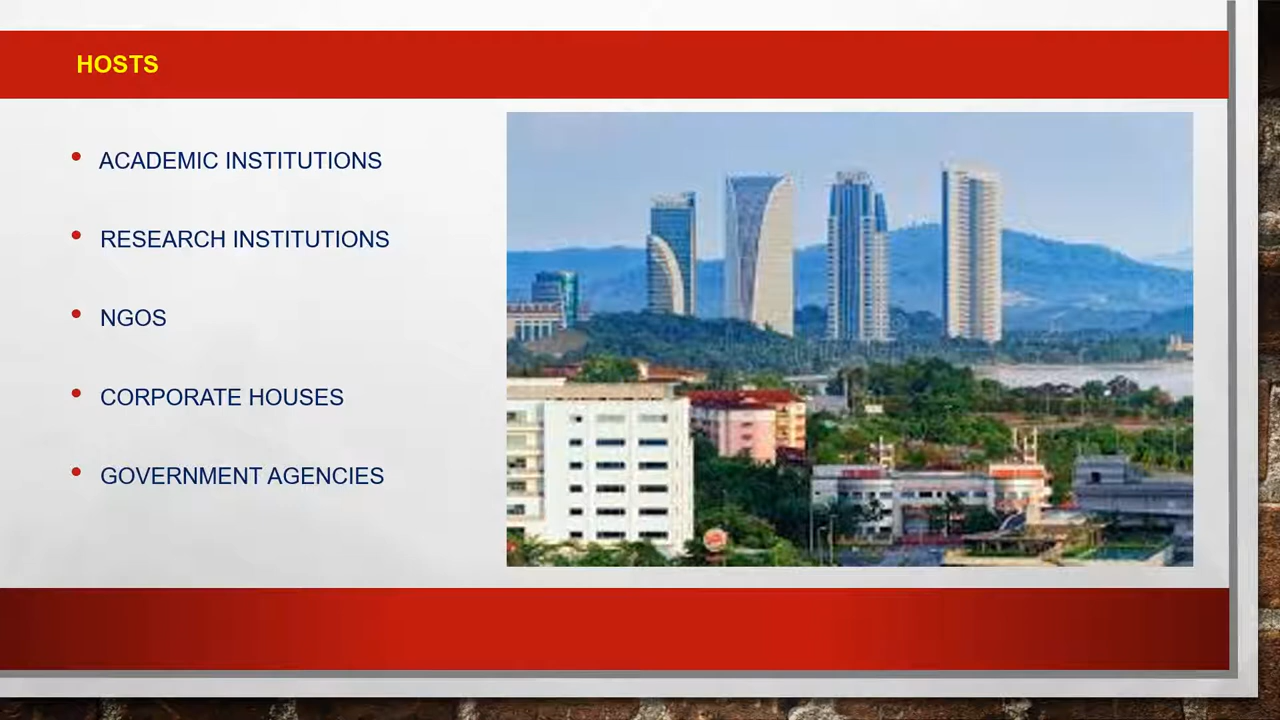 HOSTS
ACADEMIC INSTITUTIONS
RESEARCH INSTITUTIONS
NGOS
CORPORATE HOUSES
GOVERNMENT AGENCIES